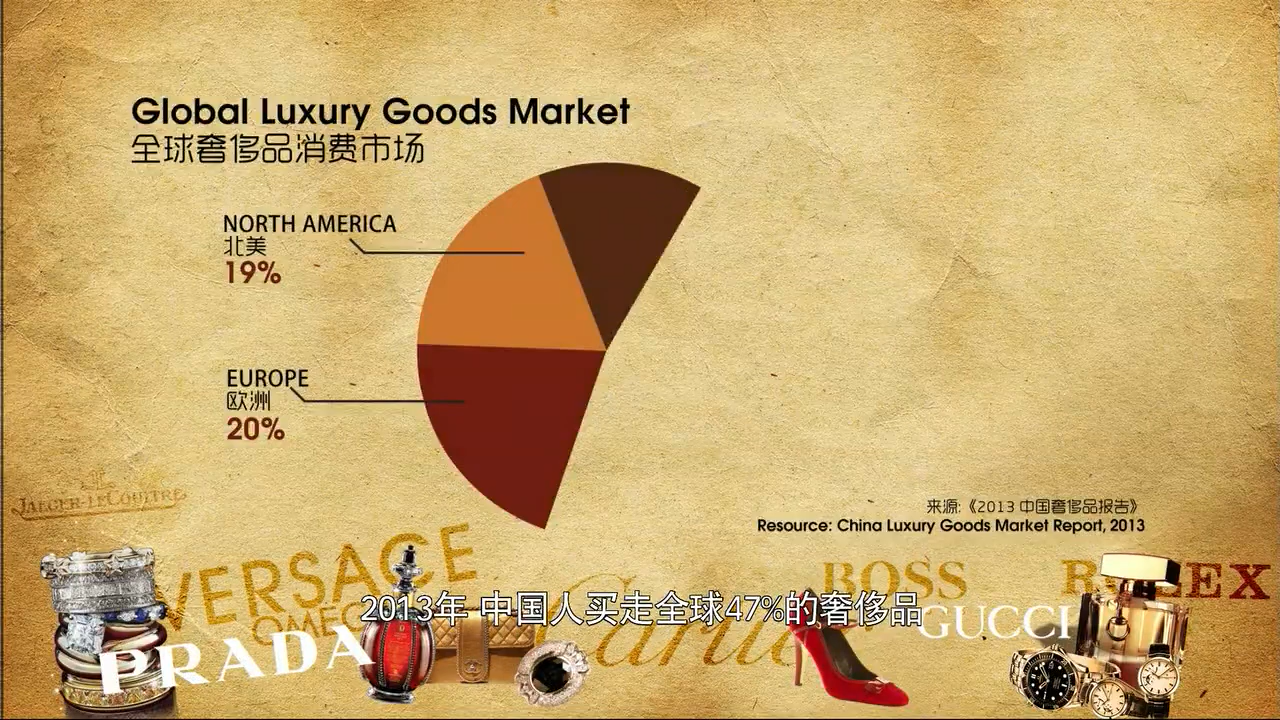 Global Luxury Goods Market
全球奢侈品消费市场
NORTH AMERICA
北美
19%
EUROPE
欧洲
20%
来源:《2013 中国奢侈品报告》
Resource: China Luxury Goods Market Report, 2013
JAEGER-LECOULTRE
VERSACE
BOSS
2013年 中国人买走全球47%的奢侈品
GUCCI
PRADA